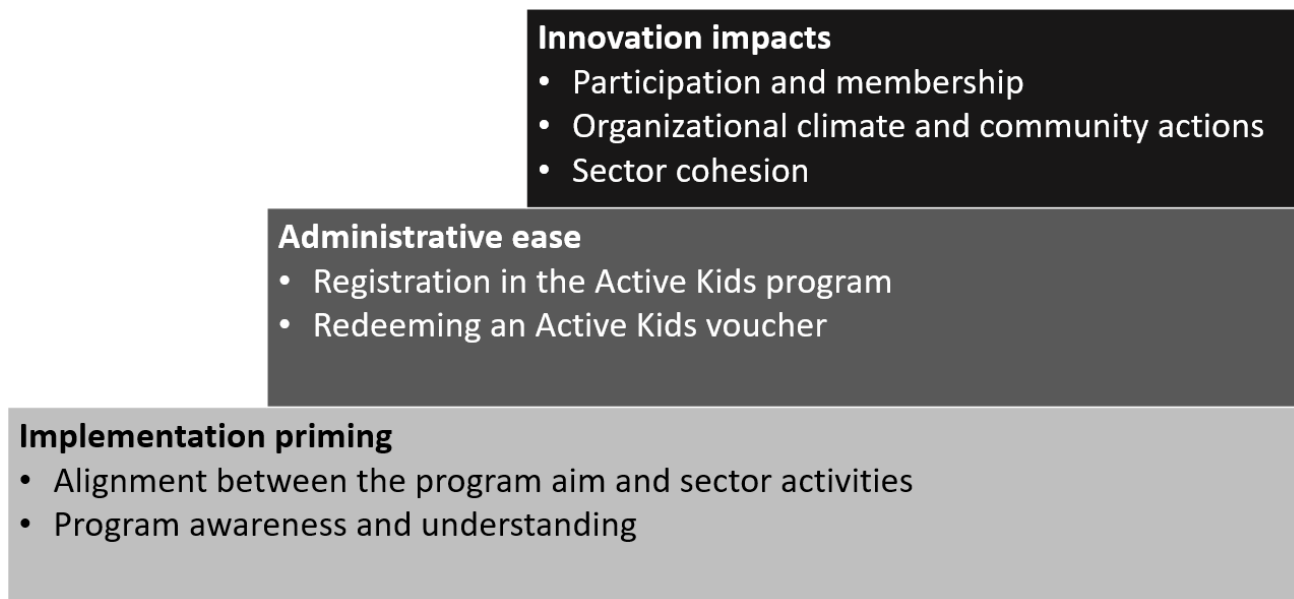 Innovation impacts
• Participation and membership
• Organizational climate and community actions
• Sector cohesion
Administrative ease
• Registration in the Active Kids program
• Redeeming an Active Kids voucher
Implementation priming
• Alignment between the program aim and sector activities
• Program awareness and understanding